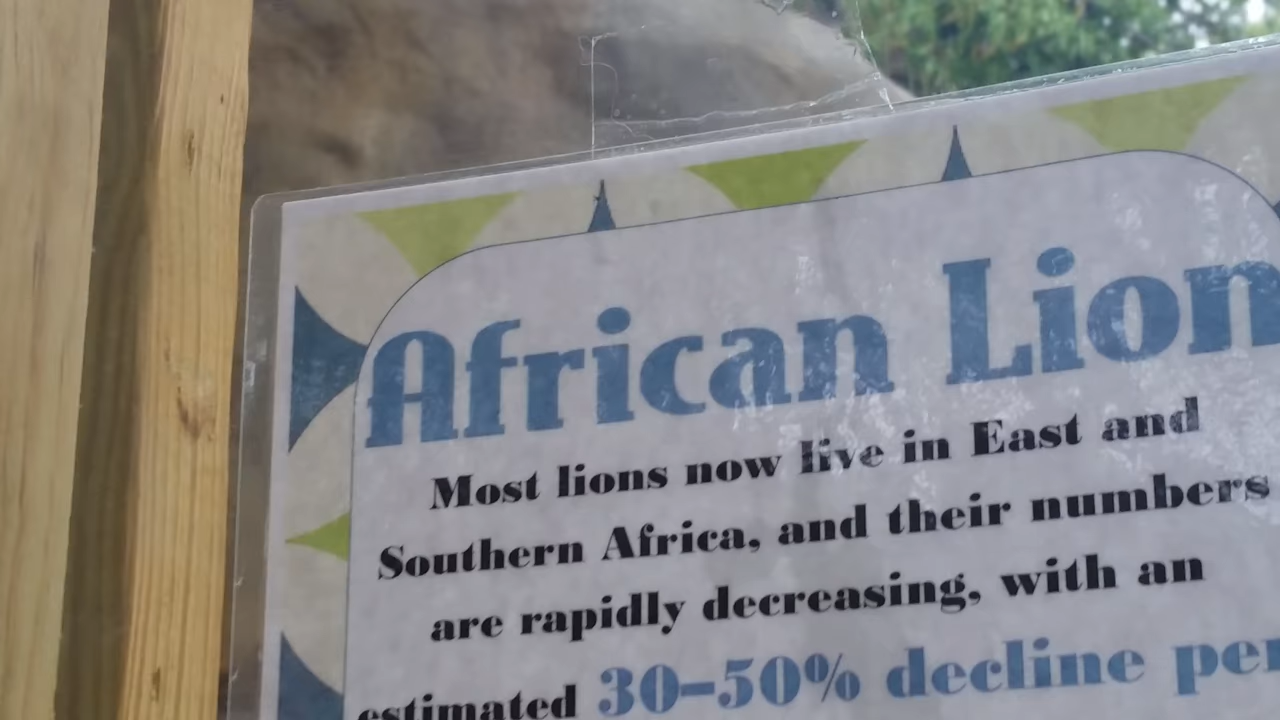 African Lion
Most lions now live in East and
Southern Africa, and their numbers
are rapidly decreasing, with an
estimated 30–50% decline per